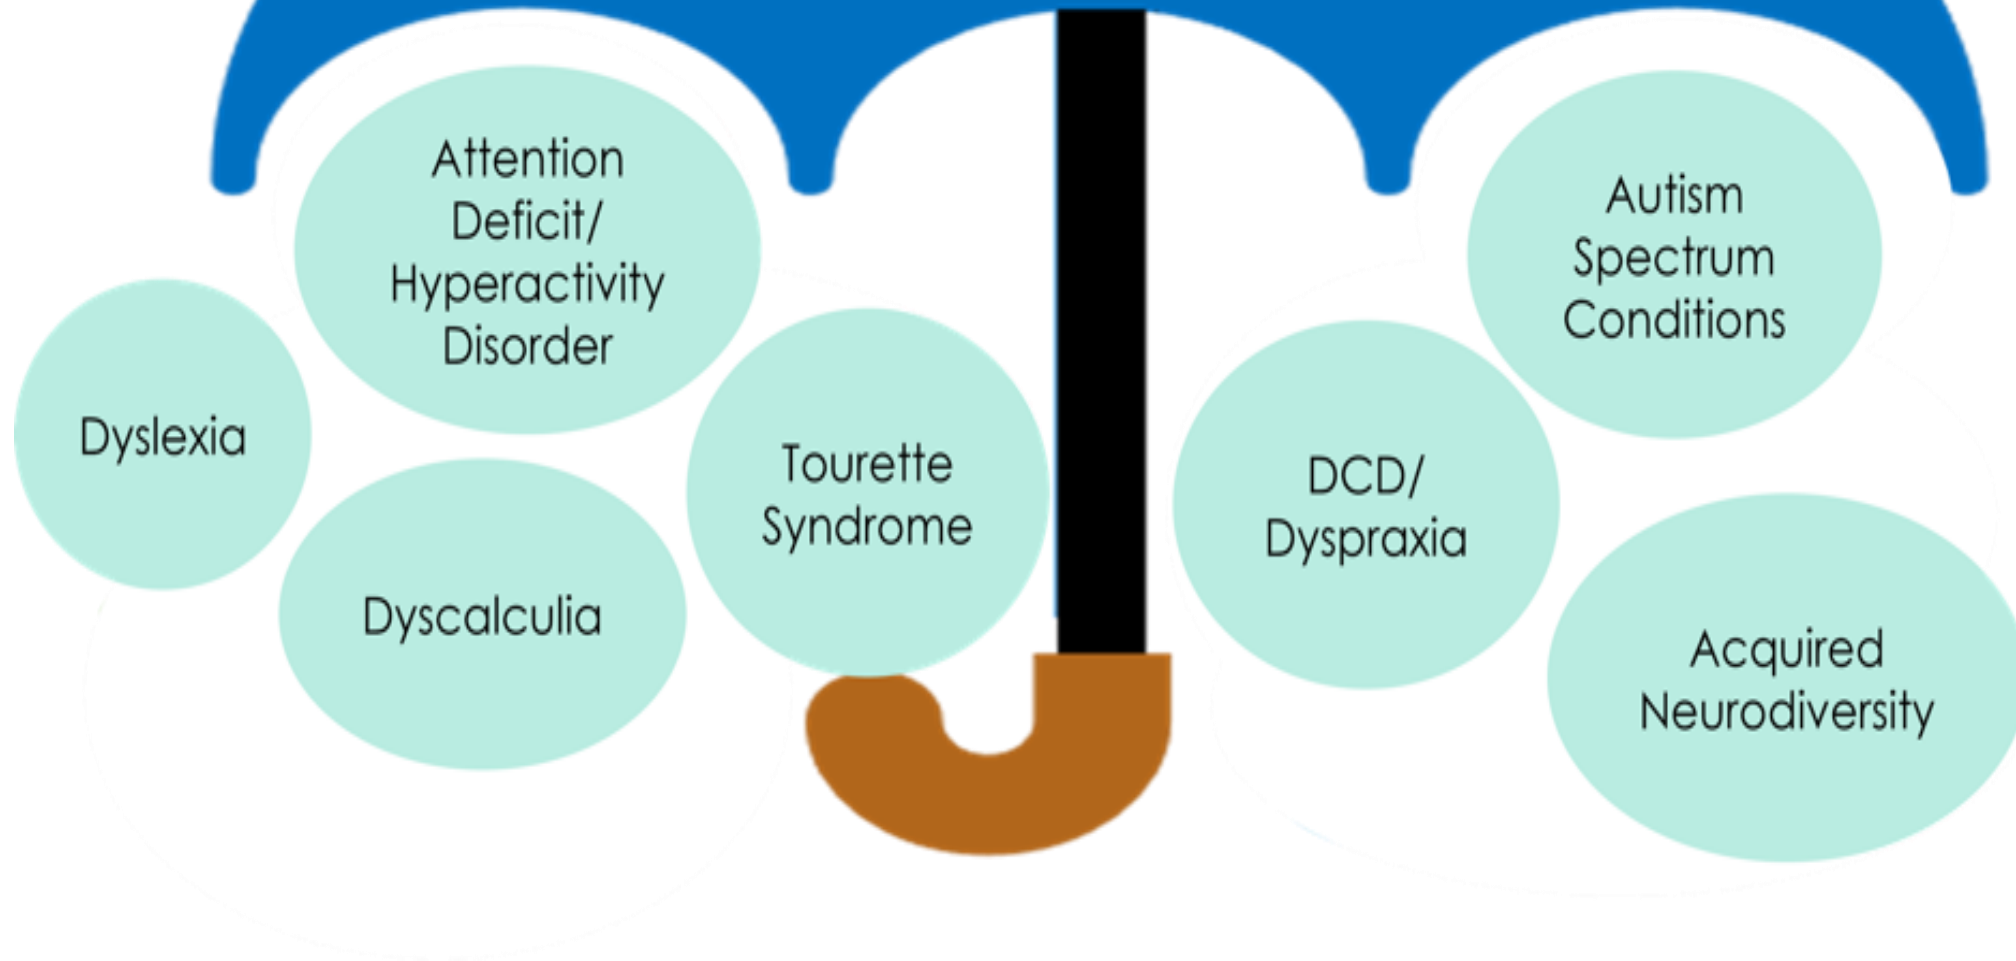 Attention
Deficit/
Hyperactivity
Disorder
Dyslexia
Dyscalculia
Tourette
Syndrome
DCD/
Dyspraxia
Autism
Spectrum
Conditions
Acquired
Neurodiversity